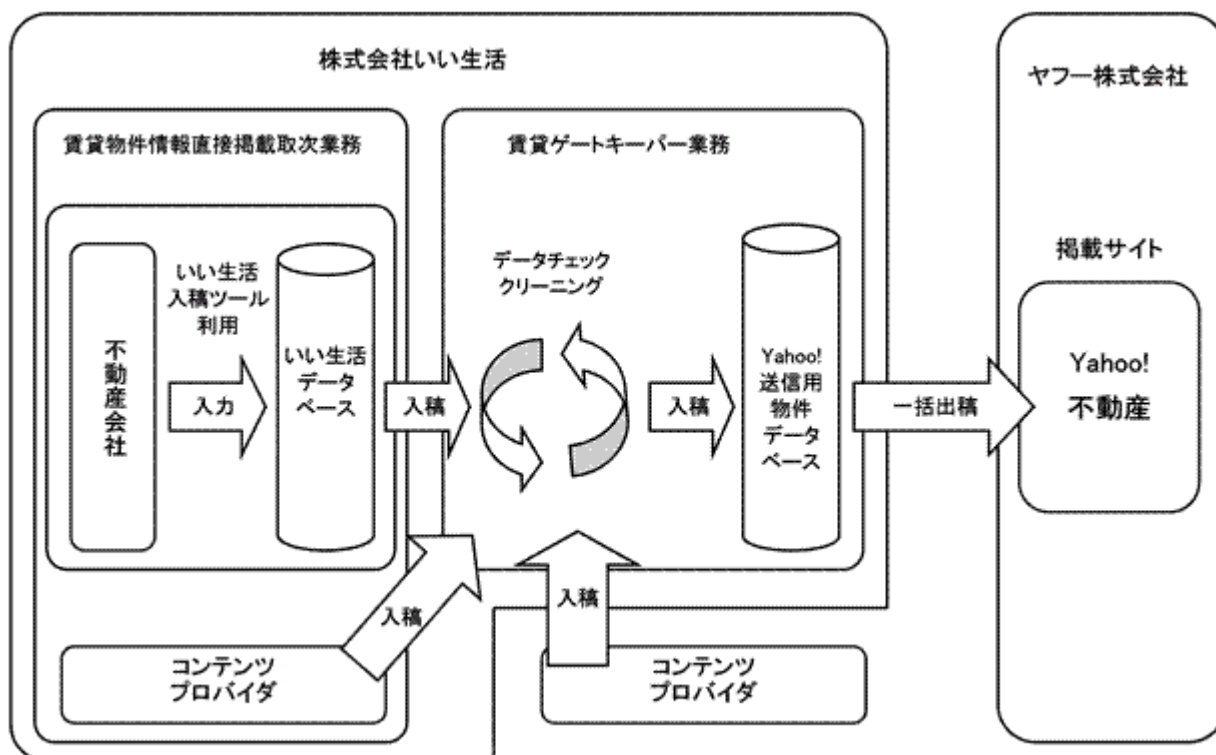 株式会社いい生活
ヤフー株式会社
賃貸物件情報直接掲載取次業務
賃貸ゲートキーパー業務
不動産会社
いい生活
入稿ツール
利用
入力
いい生活
データ
ベース
入稿
データチェック
クリーニング
入稿
Yahoo!
送信用
物件
データ
ベース
一括出稿
掲載サイト
Yahoo!
不動産
入稿
入稿
コンテンツ
プロバイダ
コンテンツ
プロバイダ